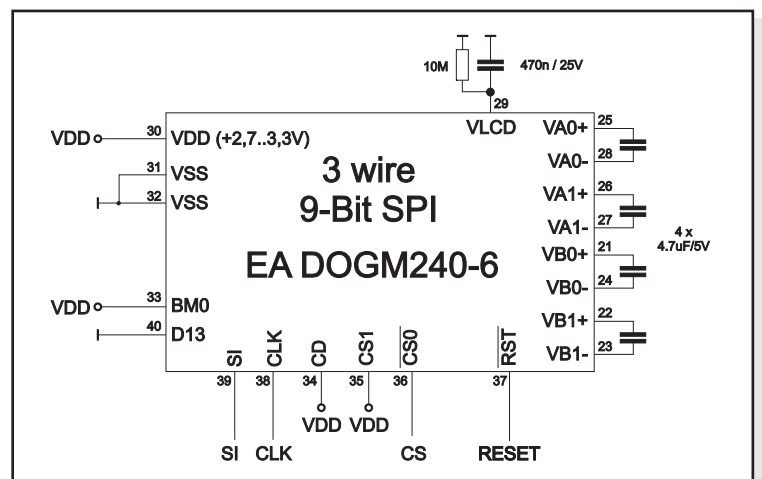 10M
470n / 25V
29
VLCD
VDD
30
VDD (+2,7..3,3V)
31
VSS
32
VSS
3 wire
9-Bit SPI
EA DOGM240-6
VA0+
25
VA0-
28
VA1+
26
VA1-
27
VB0+
21
VB0-
24
VB1+
22
VB1-
23
4 x
4.7uF/5V
VDD
33
BM0
40
D13
SI
CLK
CD
CS1
CS0
RST
39
38
34
35
36
37
VDD
VDD
SI
CLK
CS
RESET